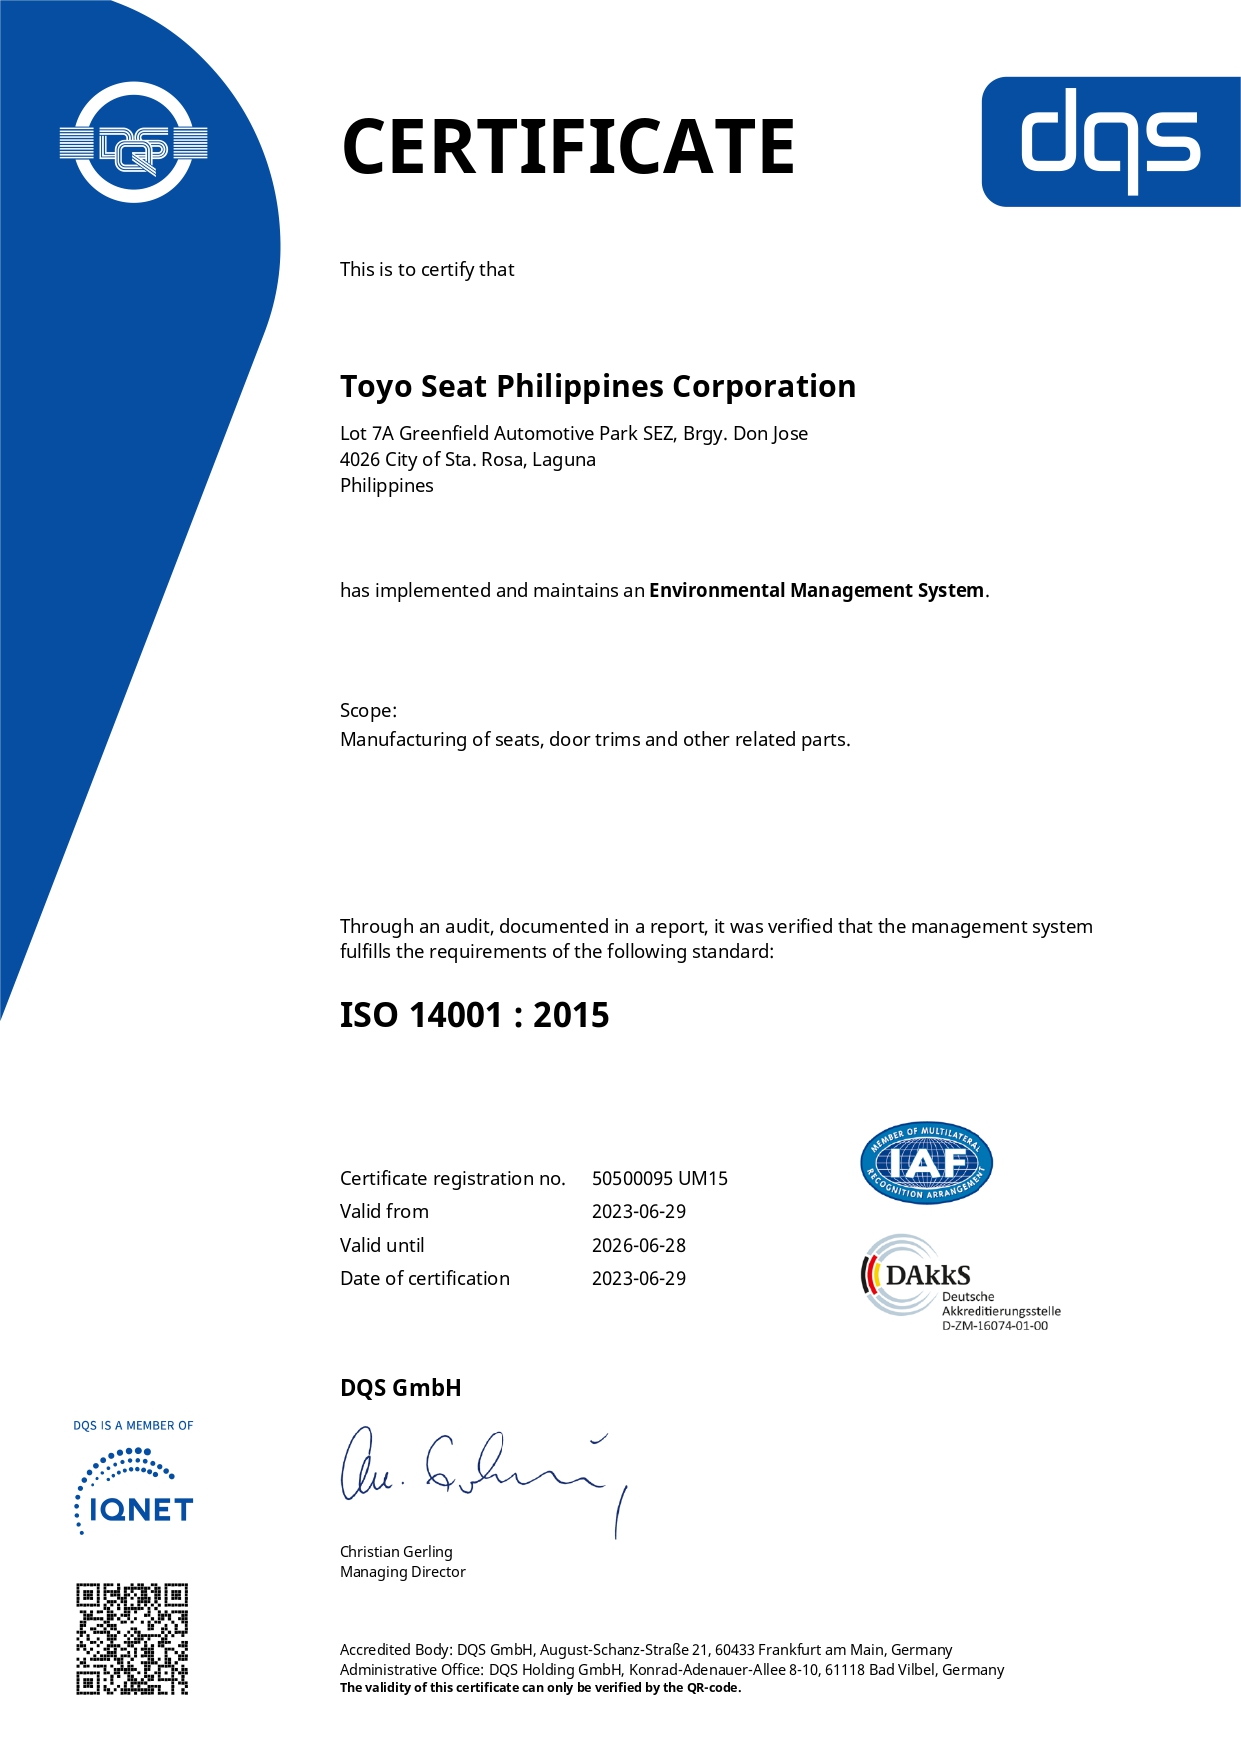 DQS
CERTIFICATE
dqs
This is to certify that
Toyo Seat Philippines Corporation
Lot 7A Greenfield Automotive Park SEZ, Brgy. Don Jose
4026 City of Sta. Rosa, Laguna
Philippines
has implemented and maintains an Environmental Management System.
Scope:
Manufacturing of seats, door trims and other related parts.
Through an audit, documented in a report, it was verified that the management system
fulfills the requirements of the following standard:
ISO 14001 : 2015
MEMBER OF MULTILATERAL
IAF
RECOGNITION ARRANGEMENT
Certificate registration no. 50500095 UM15
Valid from 2023-06-29
Valid until 2026-06-28
Date of certification 2023-06-29
DAkkS
Deutsche
Akkreditierungsstelle
D-ZM-16074-01-00
DQS GmbH
DQS IS A MEMBER OF
IQNET
Christian Gerling
Managing Director
Accredited Body: DQS GmbH, August-Schanz-Straße 21, 60433 Frankfurt am Main, Germany
Administrative Office: DQS Holding GmbH, Konrad-Adenauer-Allee 8-10, 61118 Bad Vilbel, Germany
The validity of this certificate can only be verified by the QR-code.